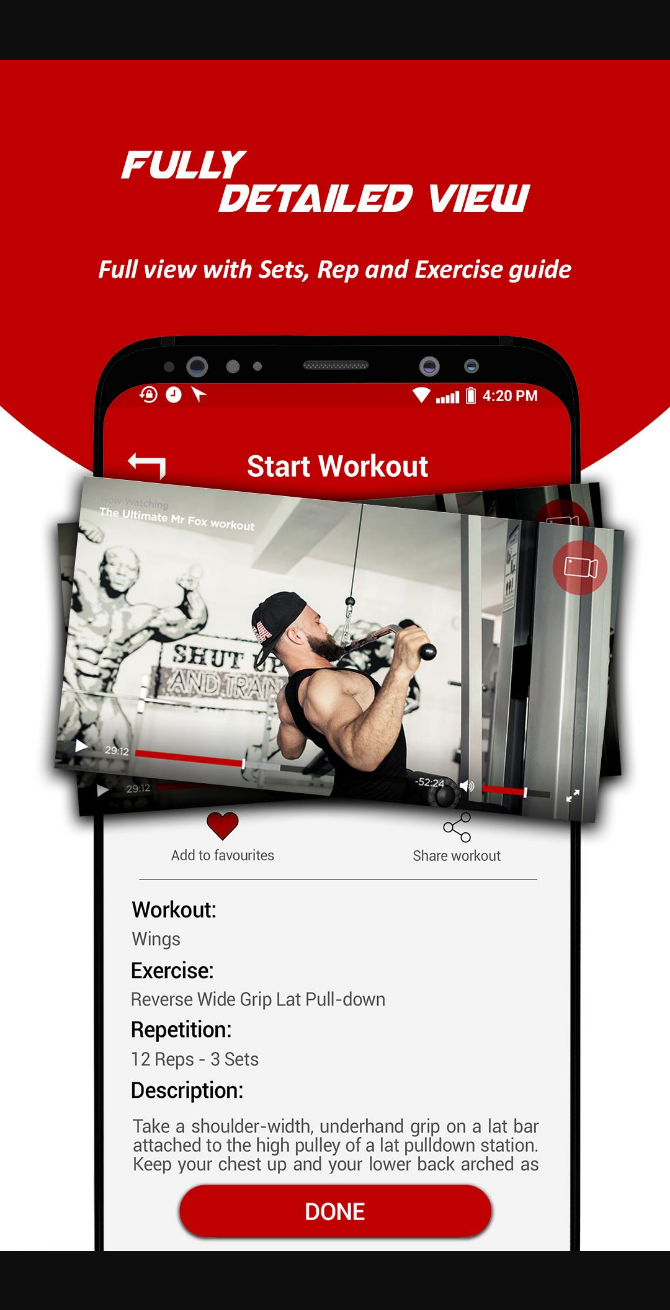 FULLY
DETAILED VIEW
Full view with Sets, Rep and Exercise guide
4:20 PM
Start Workout
Now Watching
The Ultimate Mr Fox workout
SHUT UP
AND TRAIN
29:12
-52:24
29:12
Add to favourites
Share workout
Workout:
Wings
Exercise:
Reverse Wide Grip Lat Pull-down
Repetition:
12 Reps - 3 Sets
Description:
Take a shoulder-width, underhand grip on a lat bar
attached to the high pulley of a lat pulldown station.
Keep your chest up and your lower back arched as
DONE